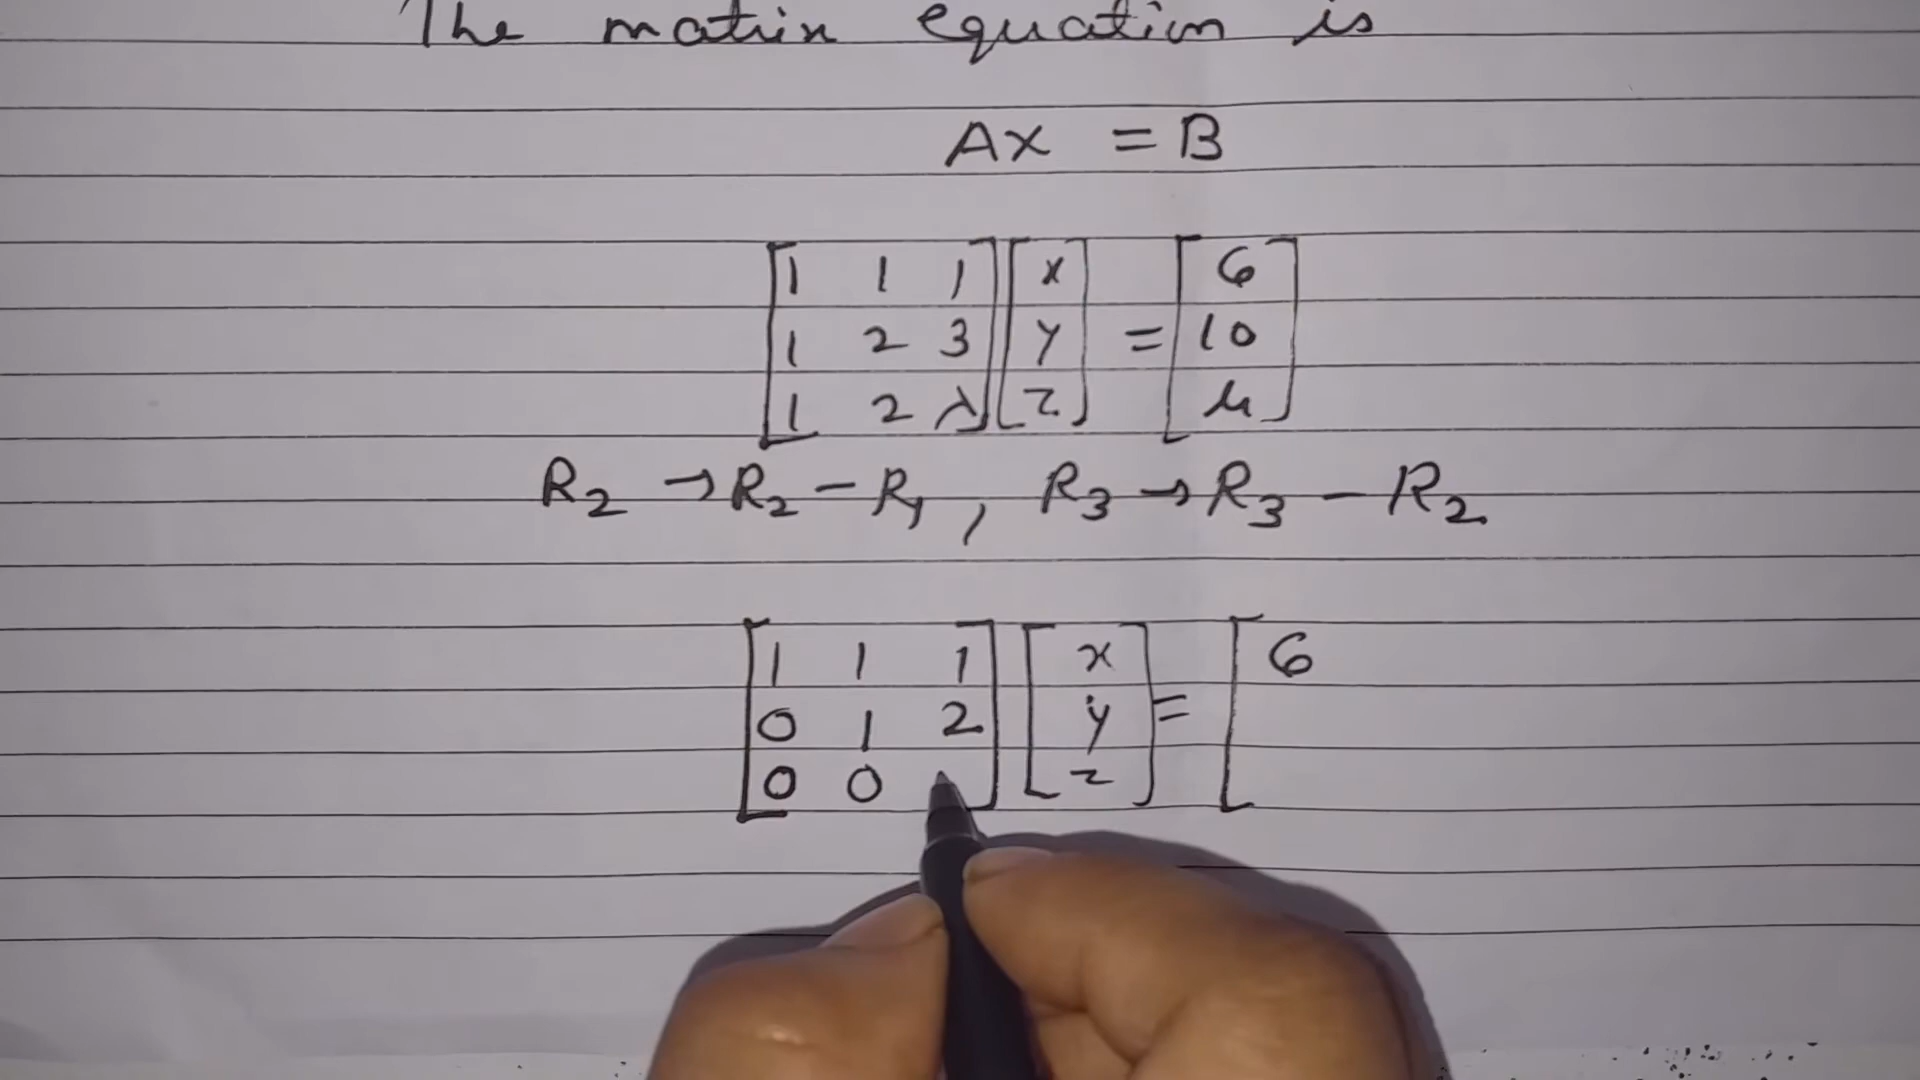 The matrix equation is
AX = B
[1 1 1] [x] = [6]
[1 2 3] [y] = [10]
[1 2 λ] [z] = [μ]
R₂ → R₂ - R₁, R₃ → R₃ - R₂
[1 1 1] [x] = [6
[0 1 2] [y]
[0 0 ] [z]